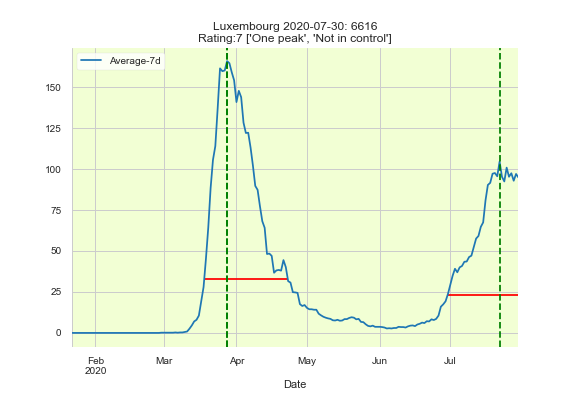 Luxembourg 2020-07-30: 6616
Rating:7 ['One peak', 'Not in control']
Average-7d
150
125
100
75
50
25
0
Feb
2020
Mar
Apr
May
Jun
Jul
Date